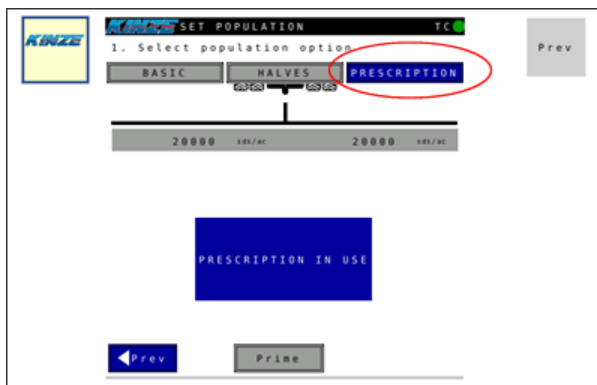 KINZE
KINZE SET POPULATION TC
1. Select population option
Prev
BASIC HALVES PRESCRIPTION
20000 sds/ac 20000 sds/ac
PRESCRIPTION IN USE
Prev Prime